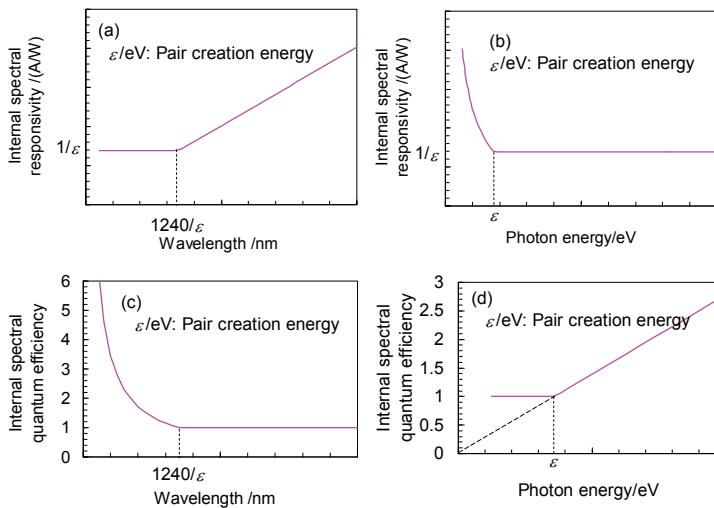 (a)
ε/eV: Pair creation energy
Internal spectral
responsivity /(A/W)
1/ε
1240/ε
Wavelength /nm
(b)
ε/eV: Pair creation energy
Internal spectral
responsivity /(A/W)
1/ε
ε
Photon energy/eV
(c)
ε/eV: Pair creation energy
Internal spectral
quantum efficiency
6
5
4
3
2
1
0
1240/ε
Wavelength /nm
(d)
ε/eV: Pair creation energy
Internal spectral
quantum efficiency
3
2.5
2
1.5
1
0.5
0
ε
Photon energy/eV